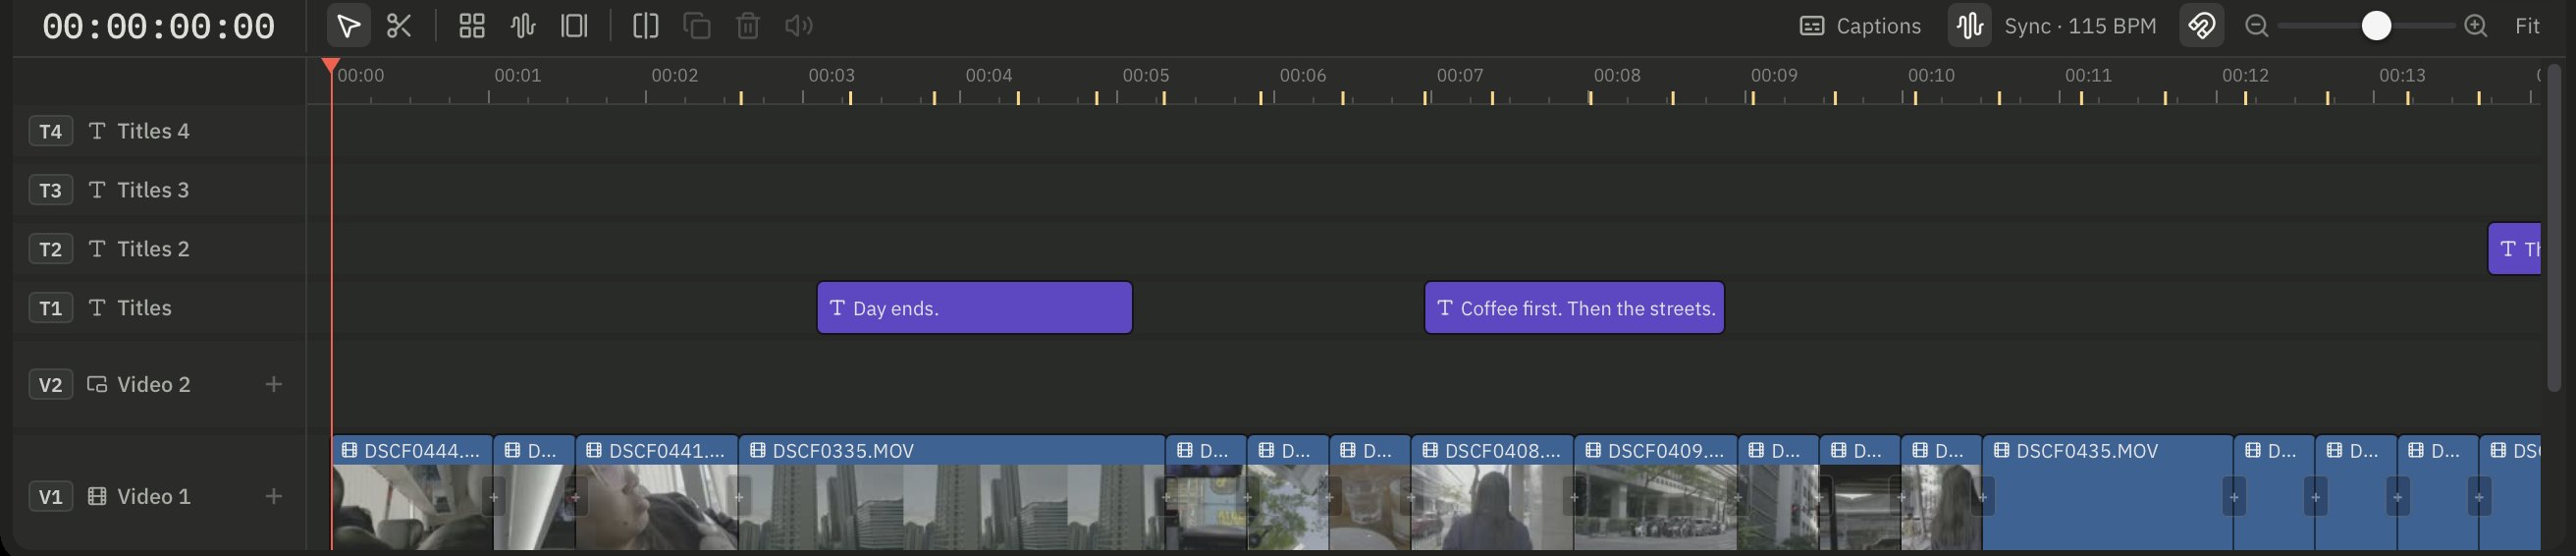 00:00:00:00
Captions
Sync · 115 BPM
Fit
00:00 00:01 00:02 00:03 00:04 00:05 00:06 00:07 00:08 00:09 00:10 00:11 00:12 00:13
T4 Titles 4
T3 Titles 3
T2 Titles 2
T1 Titles Day ends. Coffee first. Then the streets.
V2 Video 2
DSCF0444.... D... DSCF0441.... DSCF0335.MOV D... D... D... DSCF0408.... DSCF0409.... D... D... D... DSCF0435.MOV D... D... D...
V1 Video 1